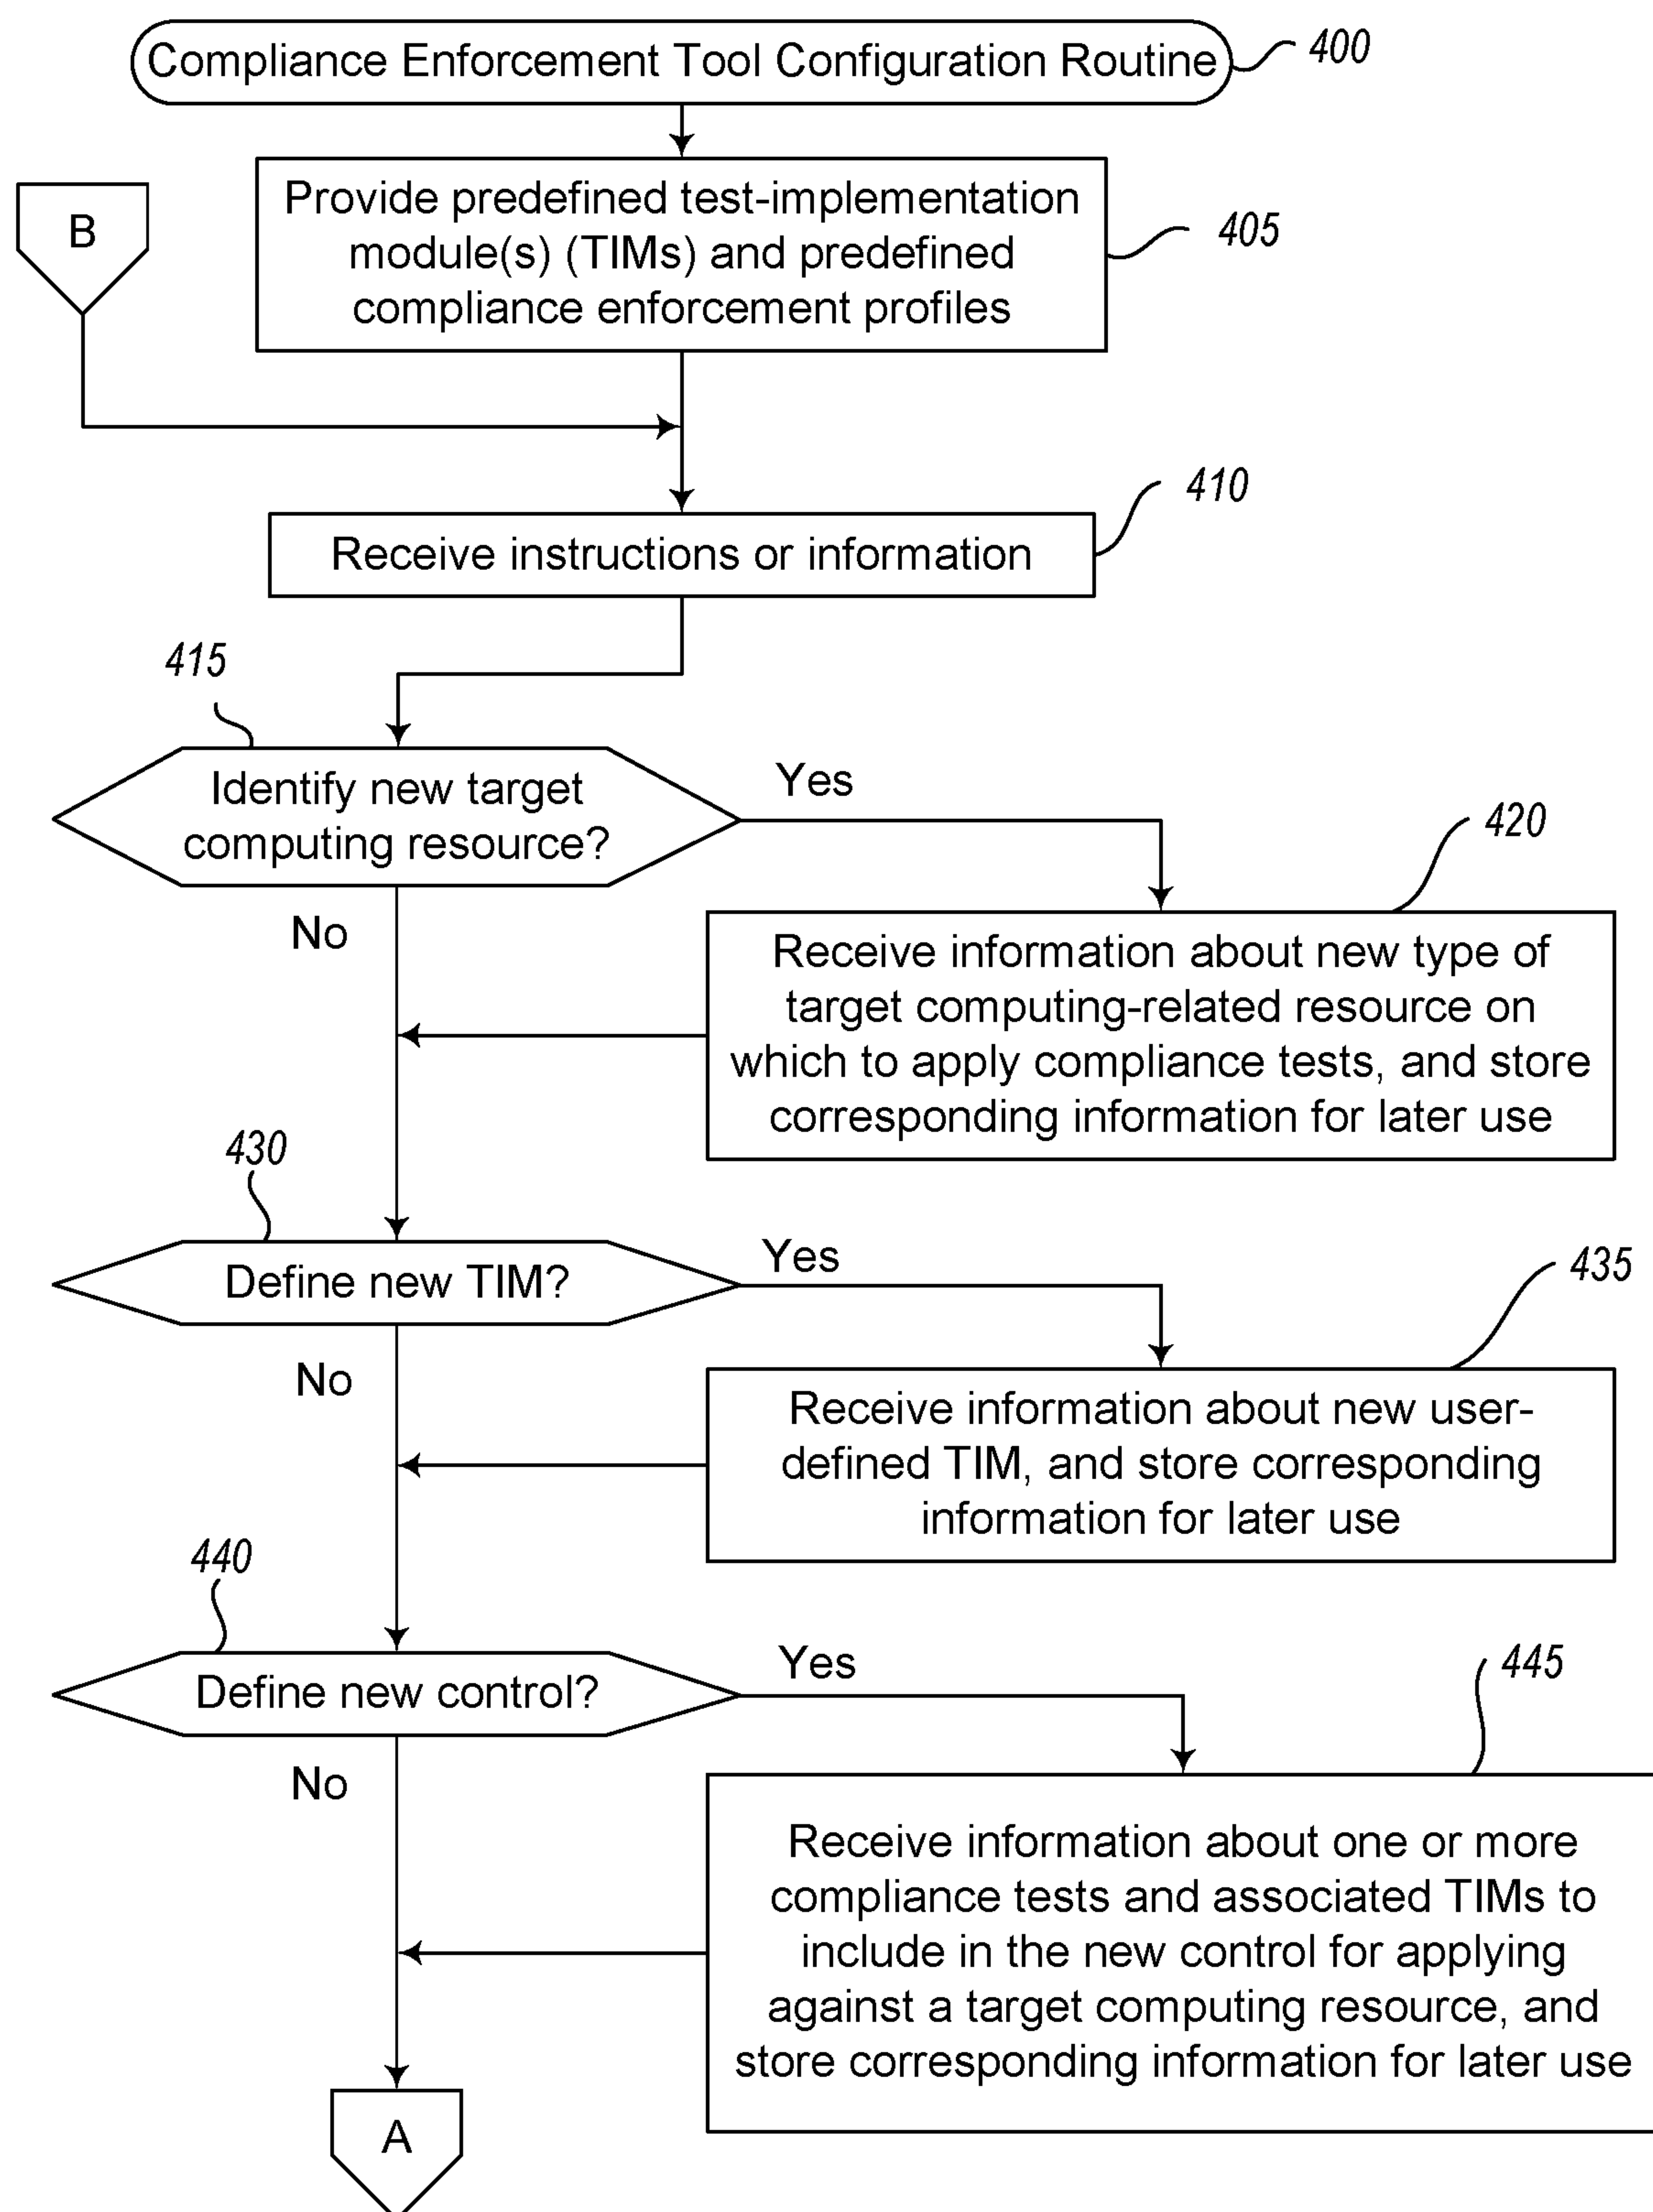 Compliance Enforcement Tool Configuration Routine
400
B
Provide predefined test-implementation
module(s) (TIMs) and predefined
compliance enforcement profiles
405
410
Receive instructions or information
415
Identify new target
computing resource?
Yes
No
420
Receive information about new type of
target computing-related resource on
which to apply compliance tests, and store
corresponding information for later use
430
Define new TIM?
Yes
No
435
Receive information about new user-
defined TIM, and store corresponding
information for later use
440
Define new control?
Yes
No
445
Receive information about one or more
compliance tests and associated TIMs to
include in the new control for applying
against a target computing resource, and
store corresponding information for later use
A